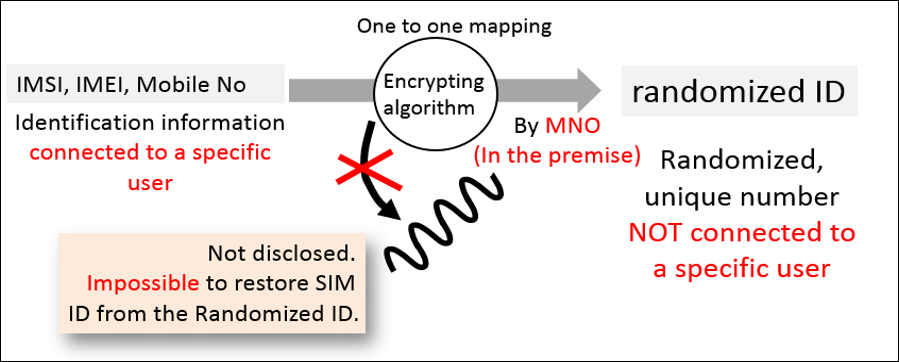 One to one mapping
IMSI, IMEI, Mobile No
Encrypting
algorithm
randomized ID
Identification information
connected to a specific
user
By MNO
(In the premise)
Randomized,
unique number
NOT connected to
a specific user
Not disclosed.
Impossible to restore SIM
ID from the Randomized ID.